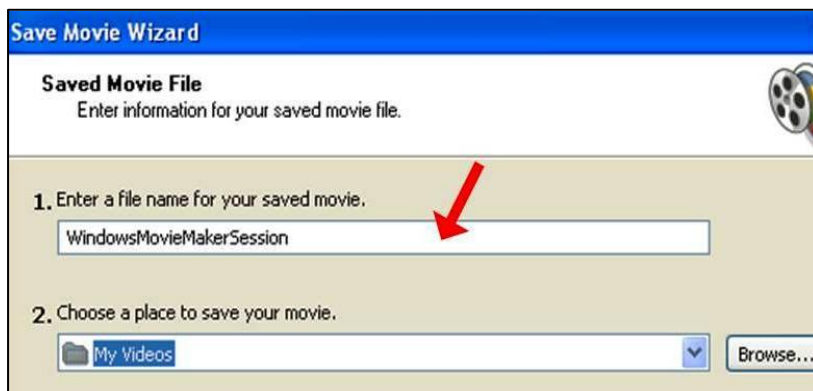 Save Movie Wizard
Saved Movie File
Enter information for your saved movie file.
1. Enter a file name for your saved movie.
WindowsMovieMakerSession
2. Choose a place to save your movie.
My Videos
Browse...